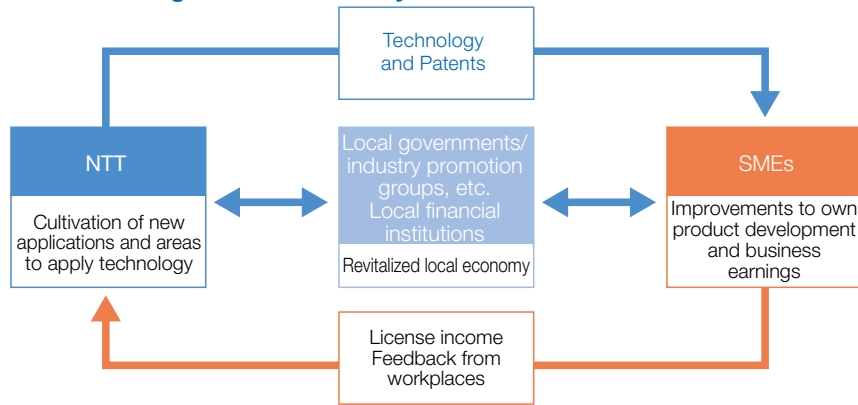 Technology
and Patents
NTT
Cultivation of new
applications and areas
to apply technology
Local governments/
industry promotion
groups, etc.
Local financial
institutions
Revitalized local economy
SMEs
Improvements to own
product development
and business
earnings
License income
Feedback from
workplaces